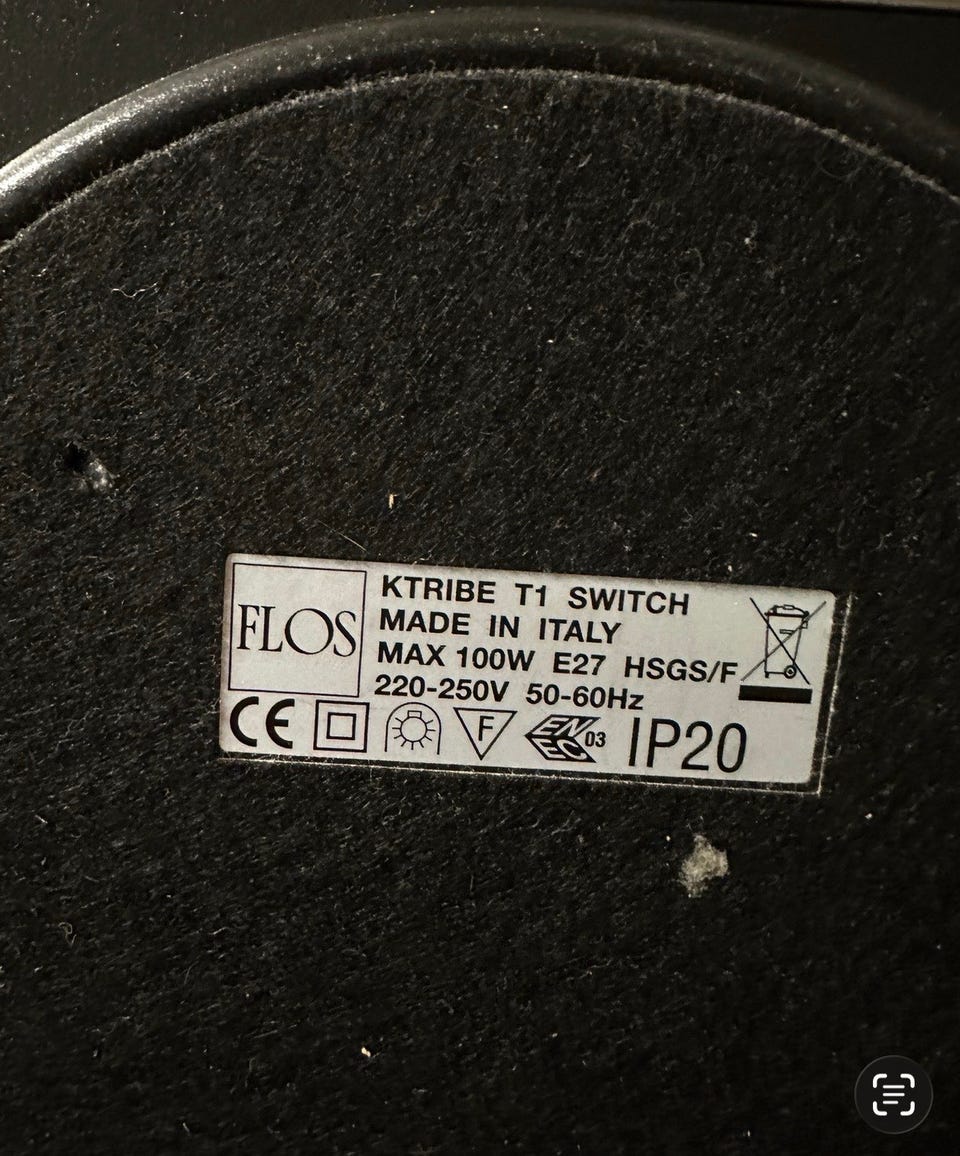 FLOS
KTRIBE T1 SWITCH
MADE IN ITALY
MAX 100W E27 HSGS/F
220-250V 50-60Hz
CE F ENEC 03 IP20